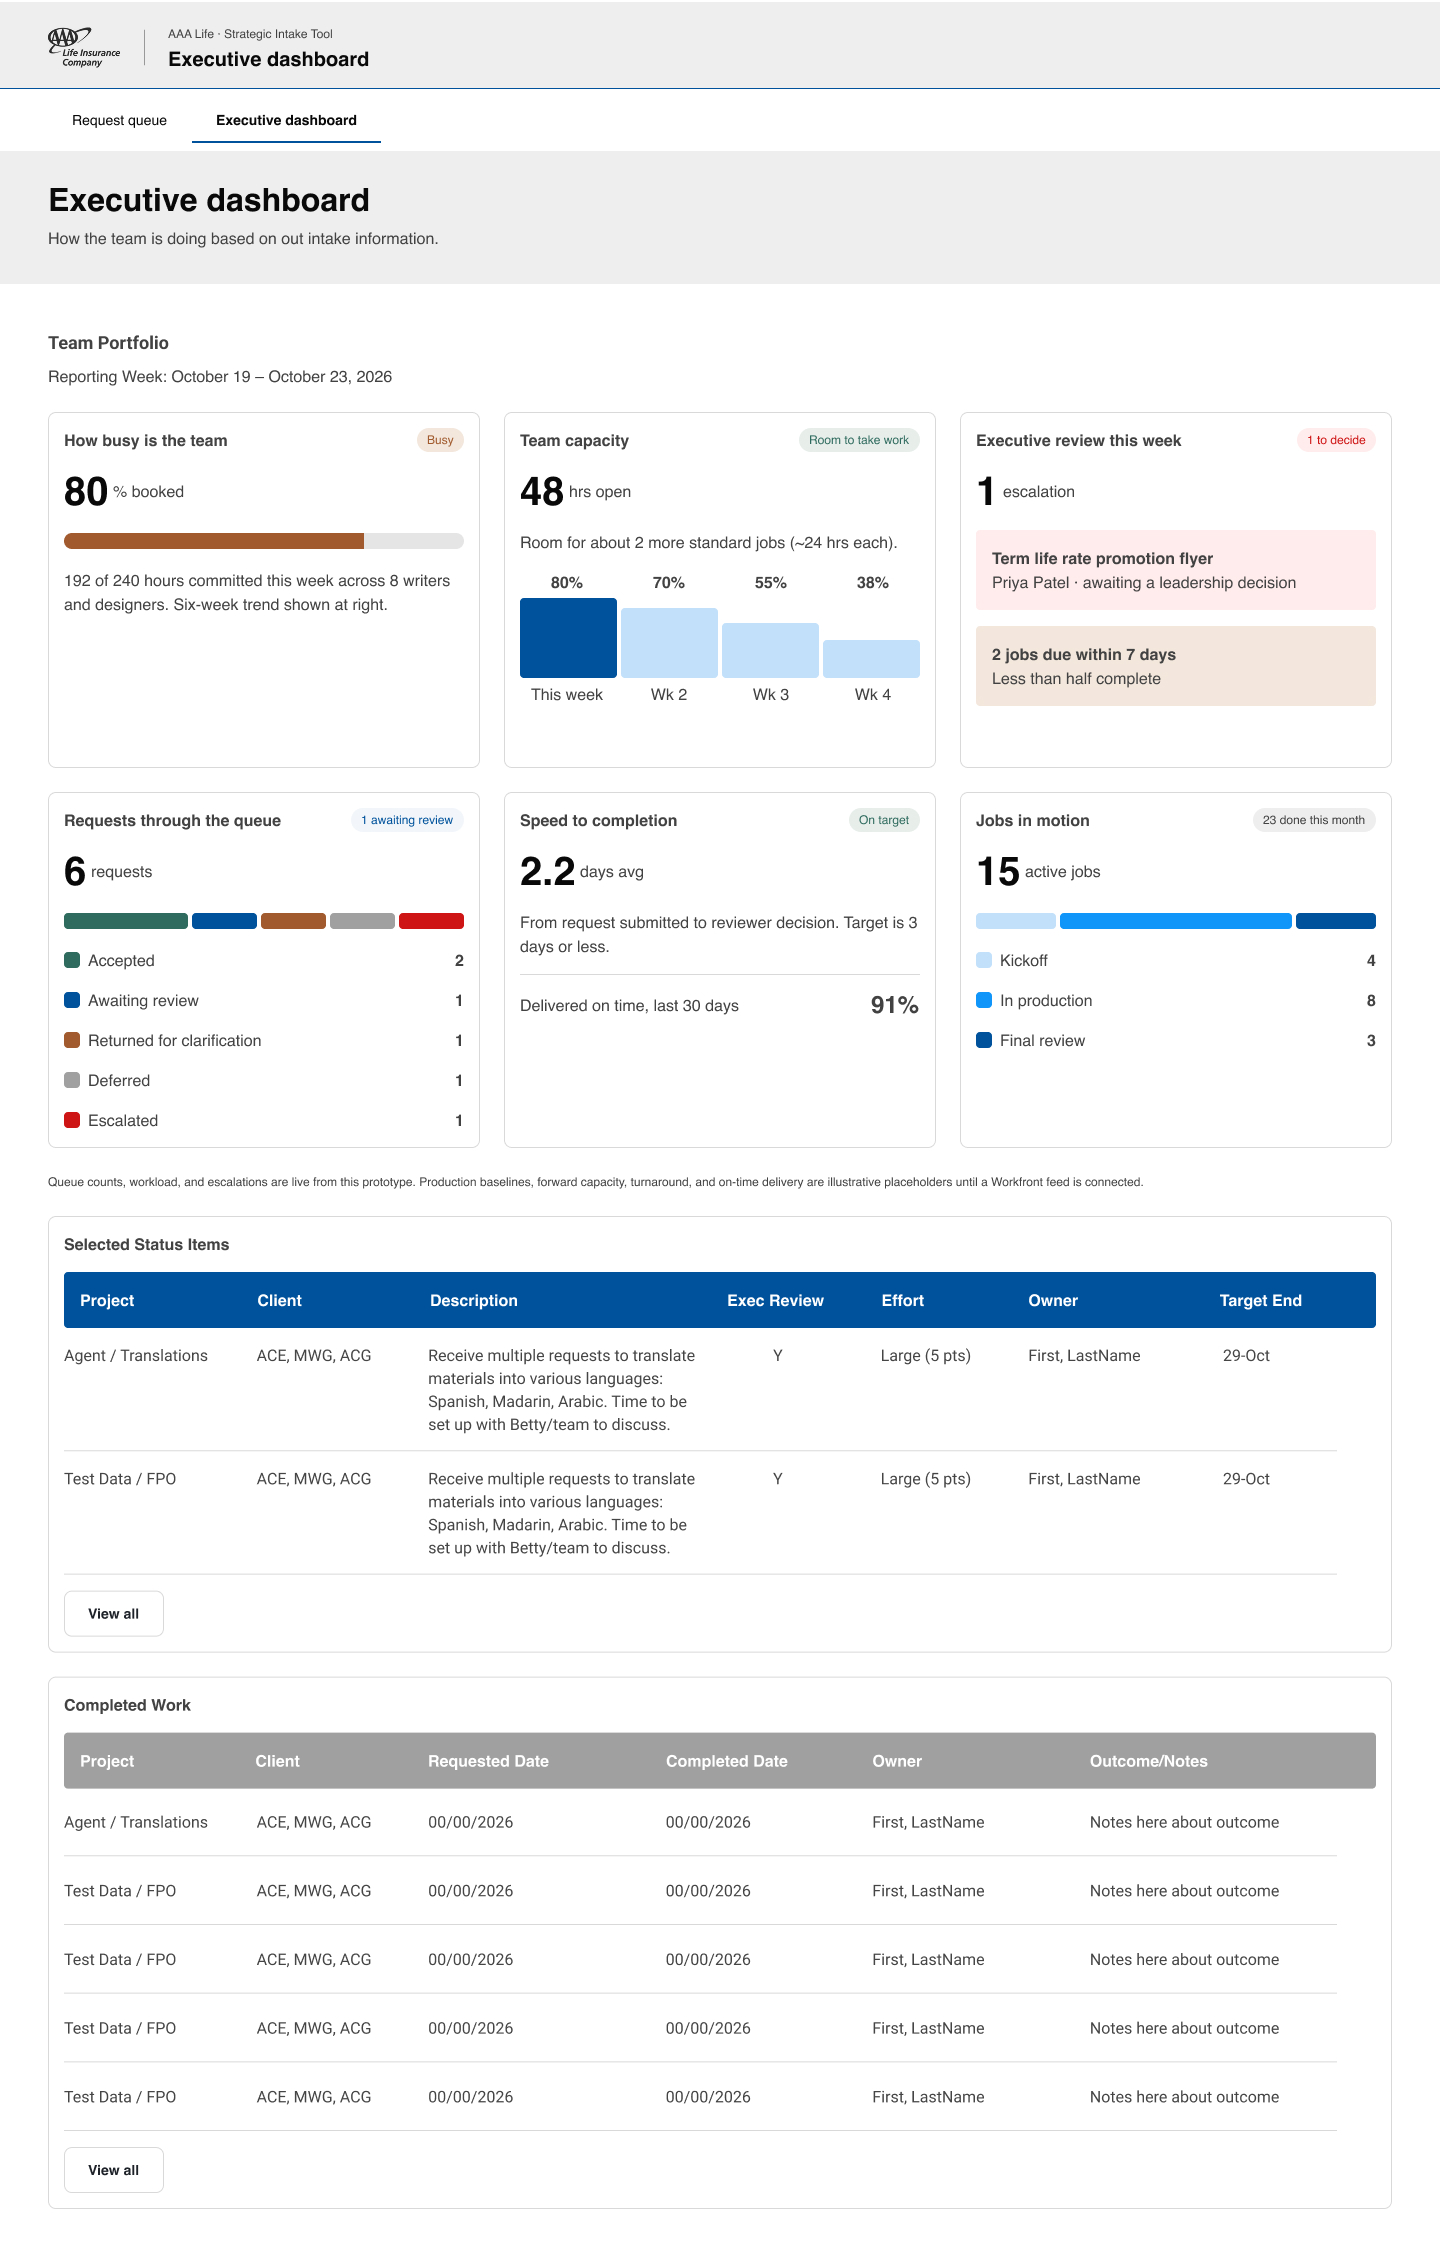 AAA
Life Insurance
Company
AAA Life · Strategic Intake Tool
Executive dashboard
Request queue
Executive dashboard
Executive dashboard
How the team is doing based on out intake information.
Team Portfolio
Reporting Week: October 19 – October 23, 2026
How busy is the team
Busy
80 % booked
192 of 240 hours committed this week across 8 writers
and designers. Six-week trend shown at right.
Team capacity
Room to take work
48 hrs open
Room for about 2 more standard jobs (~24 hrs each).
80% 70% 55% 38%
This week Wk 2 Wk 3 Wk 4
Executive review this week
1 to decide
1 escalation
Term life rate promotion flyer
Priya Patel · awaiting a leadership decision
2 jobs due within 7 days
Less than half complete
Requests through the queue
1 awaiting review
6 requests
Accepted 2
Awaiting review 1
Returned for clarification 1
Deferred 1
Escalated 1
Speed to completion
On target
2.2 days avg
From request submitted to reviewer decision. Target is 3
days or less.
Delivered on time, last 30 days 91%
Jobs in motion
23 done this month
15 active jobs
Kickoff 4
In production 8
Final review 3
Queue counts, workload, and escalations are live from this prototype. Production baselines, forward capacity, turnaround, and on-time delivery are illustrative placeholders until a Workfront feed is connected.
Selected Status Items
Project Client Description Exec Review Effort Owner Target End
Agent / Translations ACE, MWG, ACG Receive multiple requests to translate Y Large (5 pts) First, LastName 29-Oct
materials into various languages:
Spanish, Madarin, Arabic. Time to be
set up with Betty/team to discuss.
Test Data / FPO ACE, MWG, ACG Receive multiple requests to translate Y Large (5 pts) First, LastName 29-Oct
materials into various languages:
Spanish, Madarin, Arabic. Time to be
set up with Betty/team to discuss.
View all
Completed Work
Project Client Requested Date Completed Date Owner Outcome/Notes
Agent / Translations ACE, MWG, ACG 00/00/2026 00/00/2026 First, LastName Notes here about outcome
Test Data / FPO ACE, MWG, ACG 00/00/2026 00/00/2026 First, LastName Notes here about outcome
Test Data / FPO ACE, MWG, ACG 00/00/2026 00/00/2026 First, LastName Notes here about outcome
Test Data / FPO ACE, MWG, ACG 00/00/2026 00/00/2026 First, LastName Notes here about outcome
Test Data / FPO ACE, MWG, ACG 00/00/2026 00/00/2026 First, LastName Notes here about outcome
View all